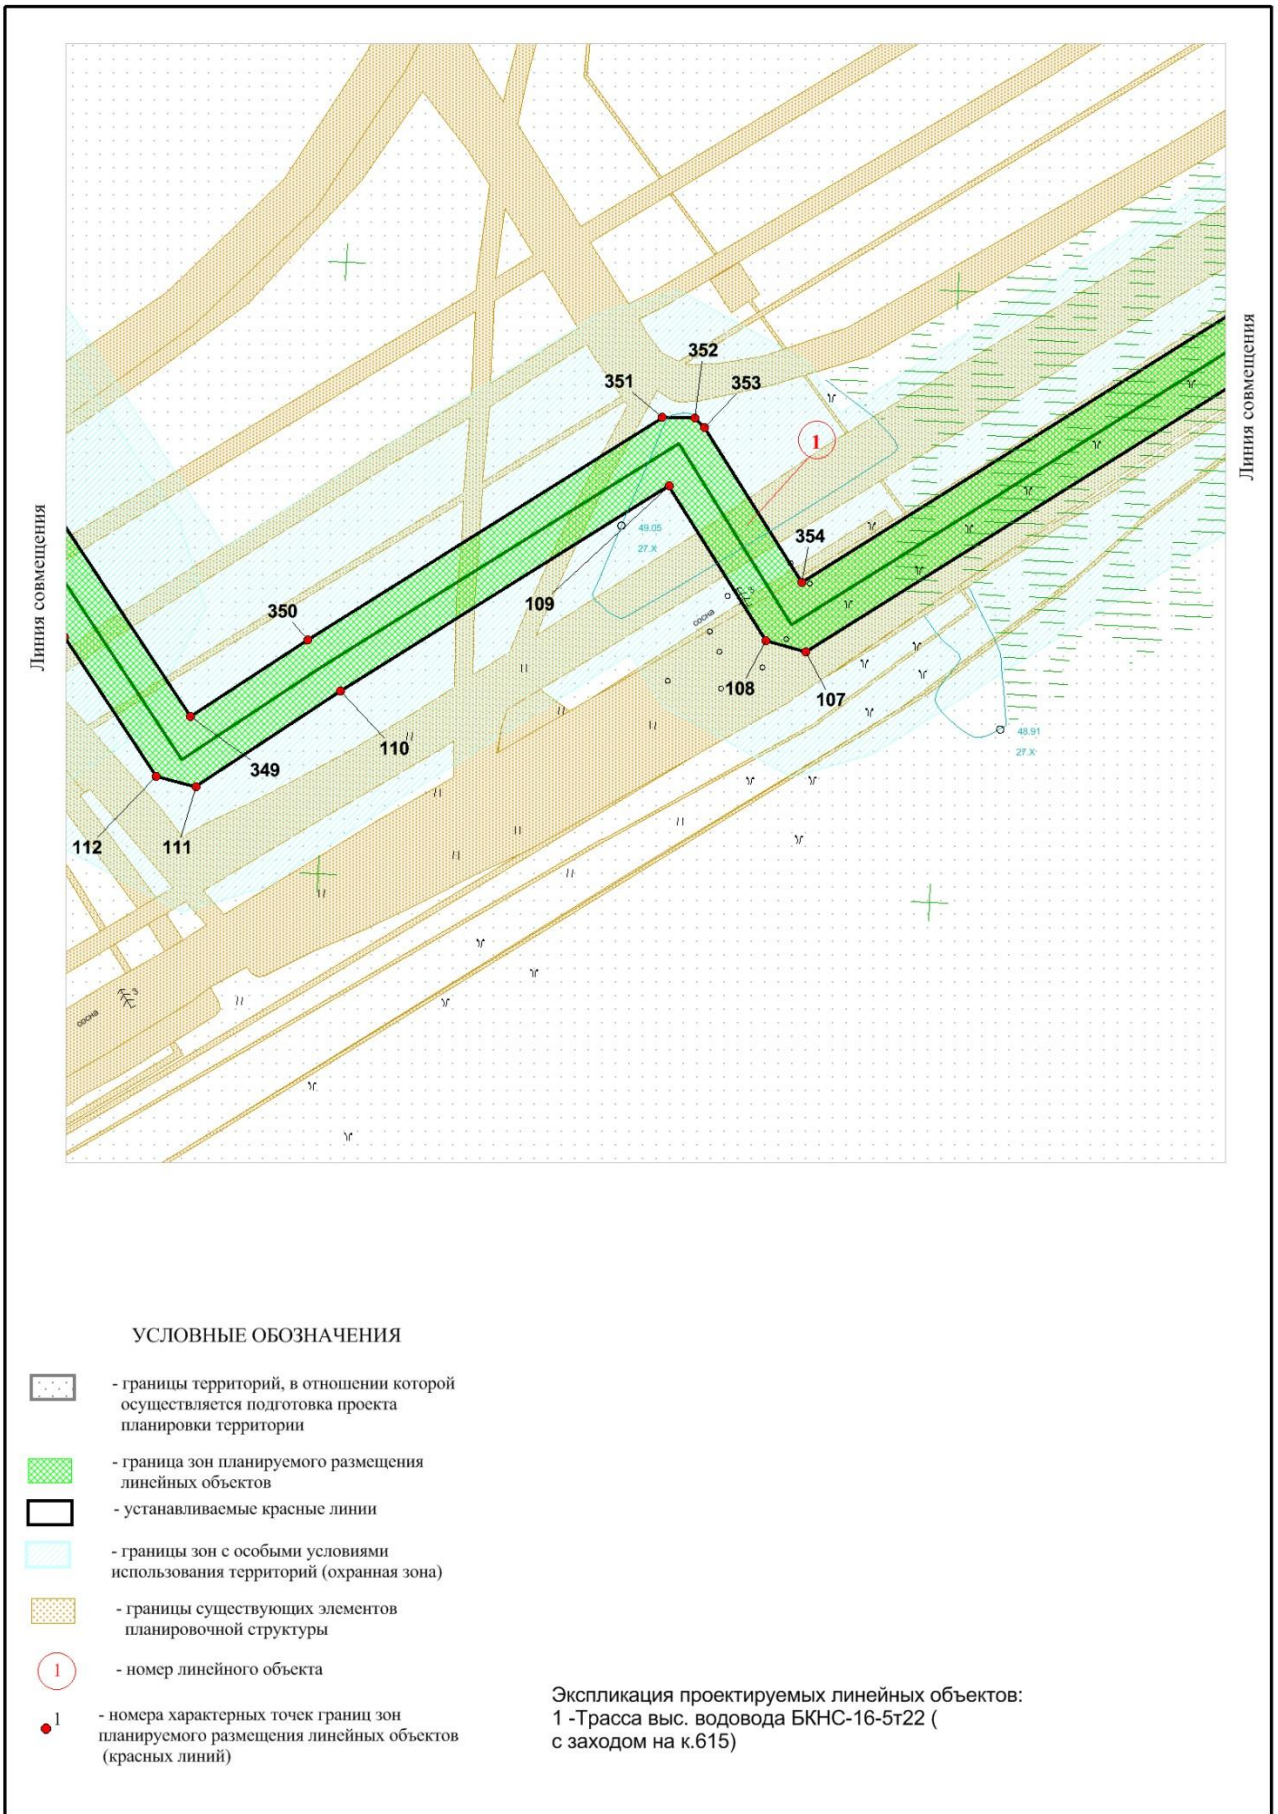 352
351
353
1
Линия совмещения
49.05
27.X
354
Линия совмещения
350
109
3
сосна
108
107
110
48.91
27.X
349
112
111
3
сосна
УСЛОВНЫЕ ОБОЗНАЧЕНИЯ
- границы территорий, в отношении которой
осуществляется подготовка проекта
планировки территории
- граница зон планируемого размещения
линейных объектов
- устанавливаемые красные линии
- границы зон с особыми условиями
использования территорий (охранная зона)
- границы существующих элементов
планировочной структуры
1
- номер линейного объекта
1
- номера характерных точек границ зон
планируемого размещения линейных объектов
(красных линий)
Экспликация проектируемых линейных объектов:
1 -Трасса выс. водовода БКНС-16-5т22 (
с заходом на к.615)